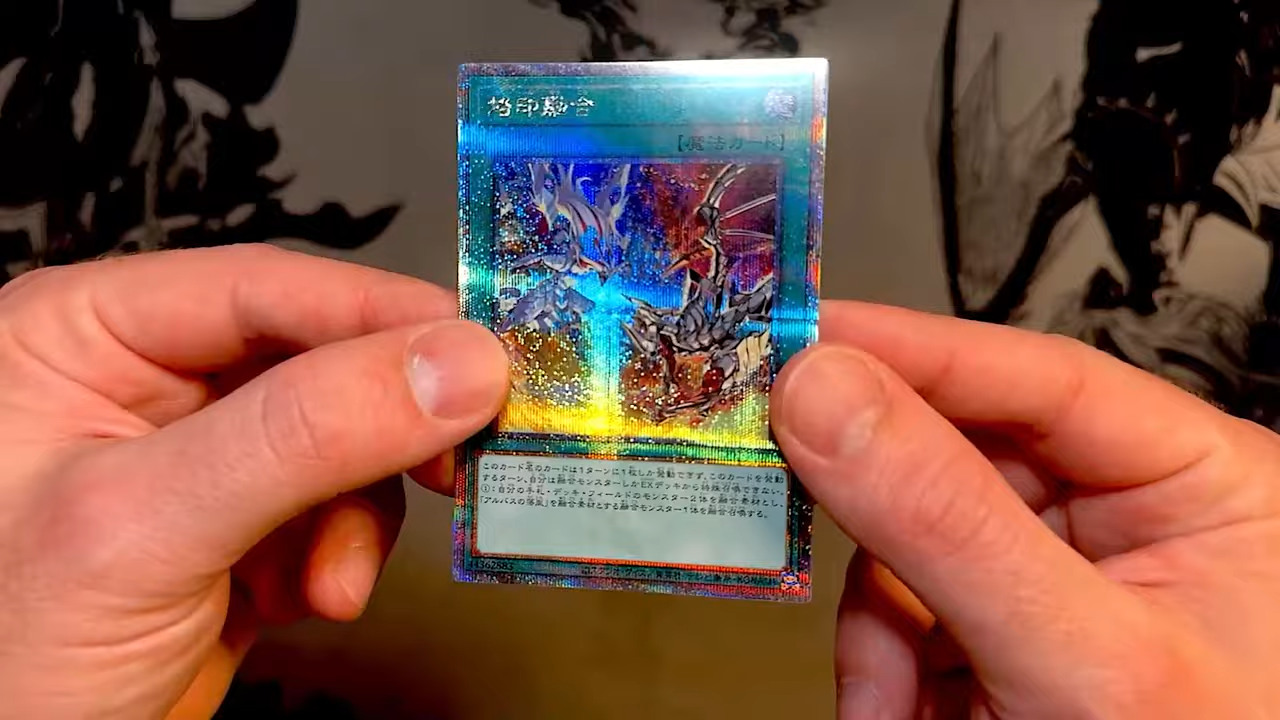 烙印融合
【魔法カード】
このカード名のカードは1ターンに1枚しか発動できず、このカードを発動
するターン、自分は融合モンスターしかEXデッキから特殊召喚できない。
①:自分の手札・デッキ・フィールドのモンスター2体を融合素材とし、
「アルバスの落胤」を融合素材とする融合モンスター1体を融合召喚する。
44362883